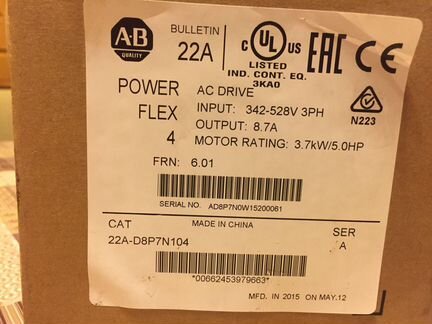 A-B
QUALITY
BULLETIN
22A
C UL US
LISTED
IND. CONT. EQ.
3KA0
EAC CE
N223
POWER
FLEX
4
AC DRIVE
INPUT: 342-528V 3PH
OUTPUT: 8.7A
MOTOR RATING: 3.7kW/5.0HP
FRN: 6.01
SERIAL NO. AD8P7N0W15200061
MADE IN CHINA
CAT
22A-D8P7N104
SER
A
*00662453979663*
MFD. IN 2015 ON MAY.12